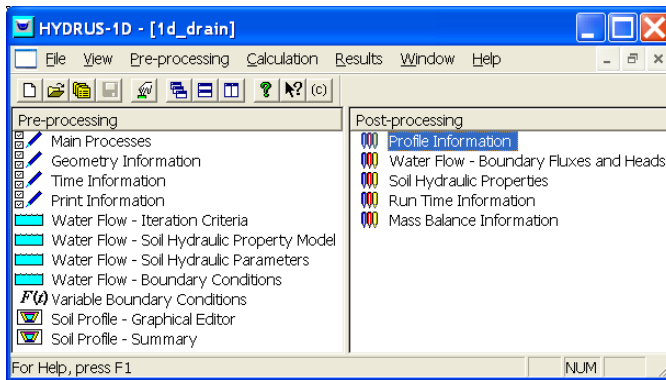 HYDRUS-1D - [1d_drain]
File View Pre-processing Calculation Results Window Help
(c)
Pre-processing
Main Processes
Geometry Information
Time Information
Print Information
Water Flow - Iteration Criteria
Water Flow - Soil Hydraulic Property Model
Water Flow - Soil Hydraulic Parameters
Water Flow - Boundary Conditions
F(t) Variable Boundary Conditions
Soil Profile - Graphical Editor
Soil Profile - Summary
Post-processing
Profile Information
Water Flow - Boundary Fluxes and Heads
Soil Hydraulic Properties
Run Time Information
Mass Balance Information
For Help, press F1
NUM